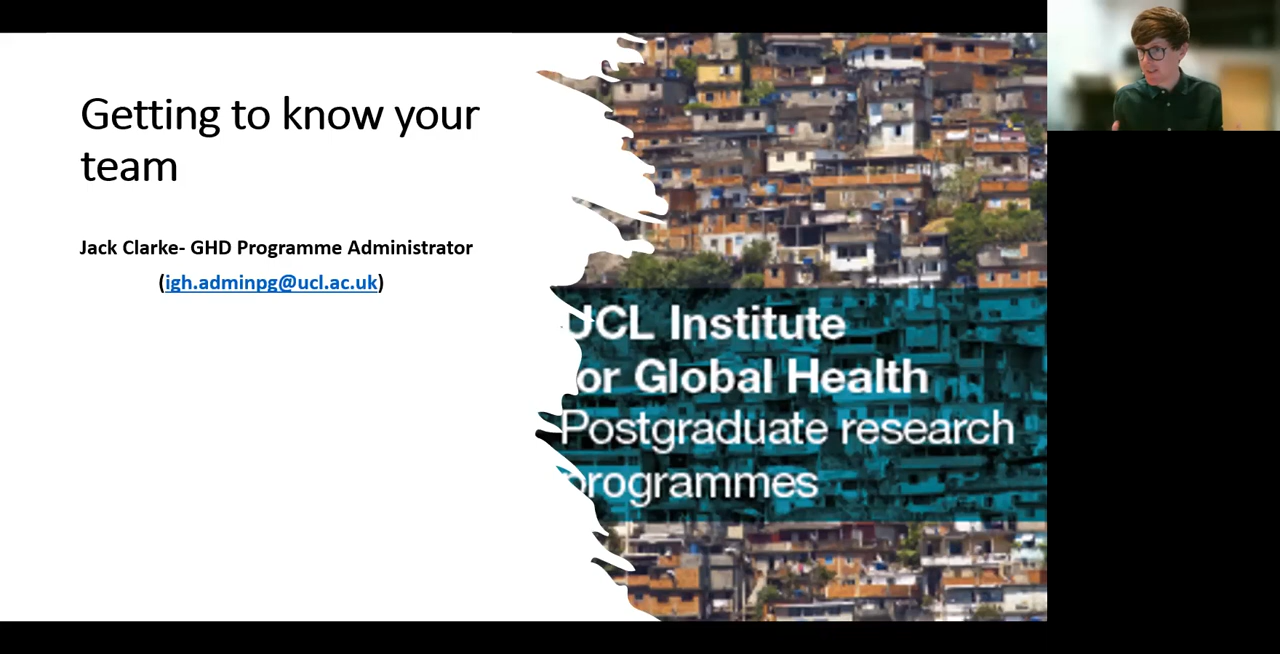 Getting to know your
team
Jack Clarke- GHD Programme Administrator
(igh.adminpg@ucl.ac.uk)
UCL Institute
or Global Health
Postgraduate research
programmes